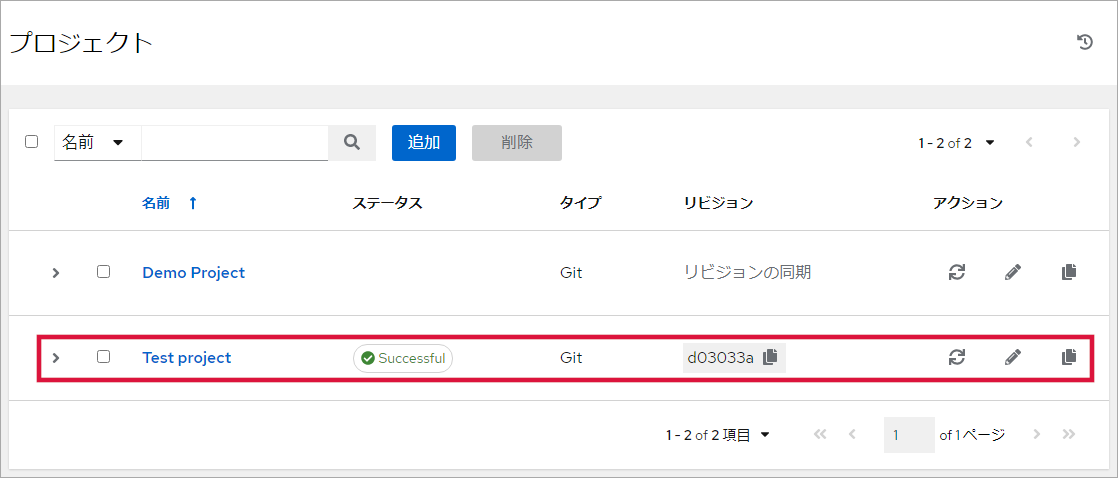 プロジェクト
名前 追加 削除 1 - 2 of 2
名前 ステータス タイプ リビジョン アクション
Demo Project Git リビジョンの同期
Test project Successful Git d03033a
1 - 2 of 2 項目 1 of 1 ページ